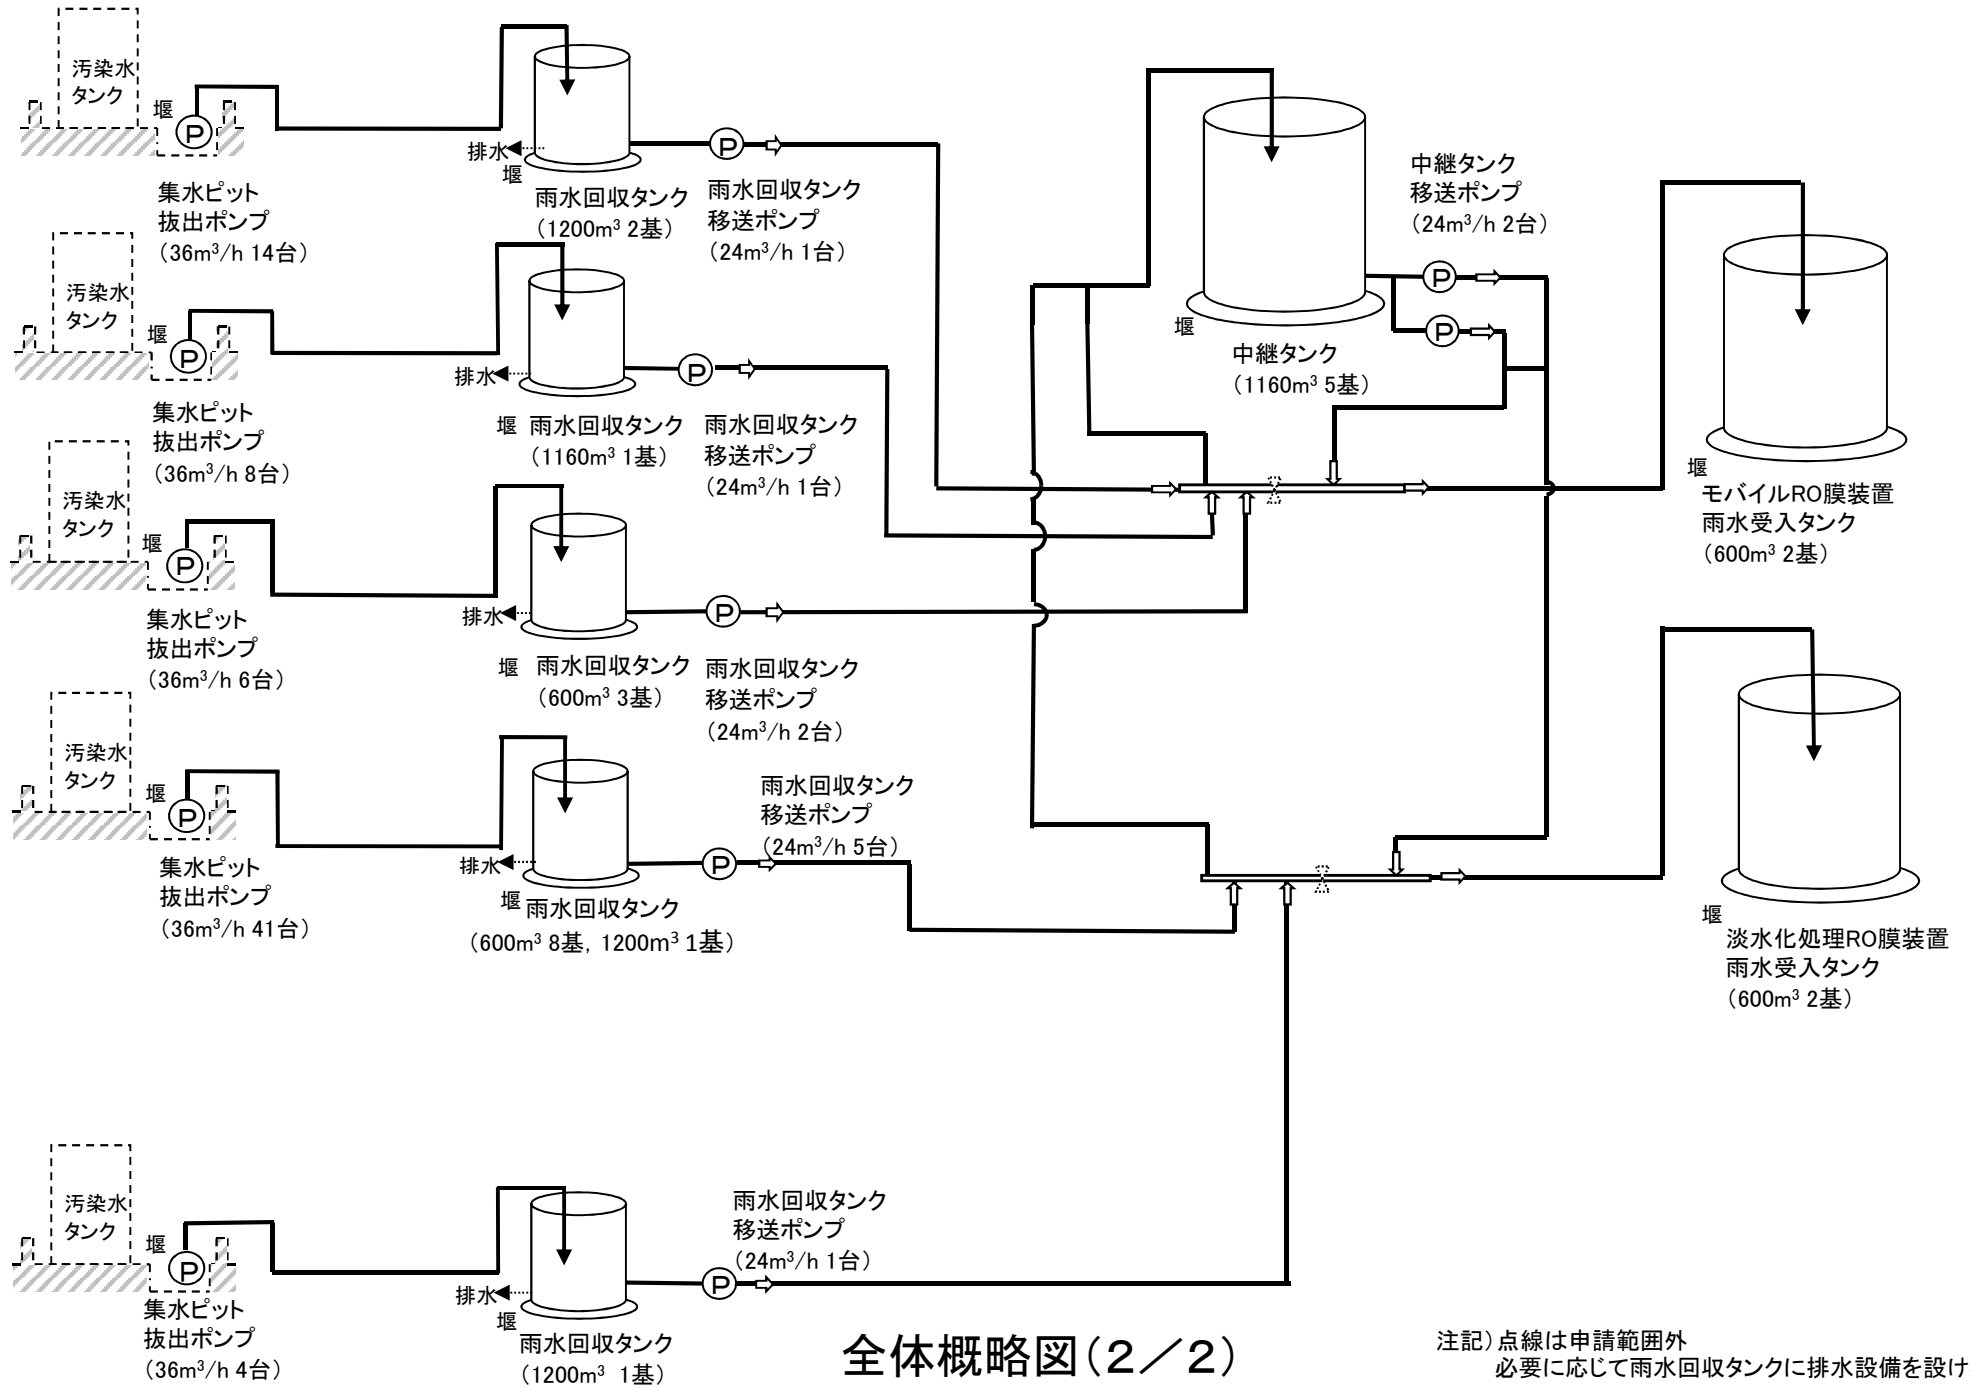 汚染水
タンク
堰
P
集水ピット
抜出ポンプ
（36m³/h 14台）
排水
堰
雨水回収タンク
（1200m³ 2基）
P
雨水回収タンク
移送ポンプ
（24m³/h 1台）
汚染水
タンク
堰
P
集水ピット
抜出ポンプ
（36m³/h 8台）
排水
堰
雨水回収タンク
（1160m³ 1基）
P
雨水回収タンク
移送ポンプ
（24m³/h 1台）
汚染水
タンク
堰
P
集水ピット
抜出ポンプ
（36m³/h 6台）
排水
堰
雨水回収タンク
（600m³ 3基）
P
雨水回収タンク
移送ポンプ
（24m³/h 2台）
汚染水
タンク
堰
P
集水ピット
抜出ポンプ
（36m³/h 41台）
排水
堰
雨水回収タンク
（600m³ 8基，1200m³ 1基）
P
雨水回収タンク
移送ポンプ
（24m³/h 5台）
汚染水
タンク
堰
P
集水ピット
抜出ポンプ
（36m³/h 4台）
排水
堰
雨水回収タンク
（1200m³ 1基）
P
雨水回収タンク
移送ポンプ
（24m³/h 1台）
堰
中継タンク
（1160m³ 5基）
中継タンク
移送ポンプ
（24m³/h 2台）
P
P
堰
モバイルRO膜装置
雨水受入タンク
（600m³ 2基）
堰
淡水化処理RO膜装置
雨水受入タンク
（600m³ 2基）
全体概略図（２／２）
注記）点線は申請範囲外
必要に応じて雨水回収タンクに排水設備を設け